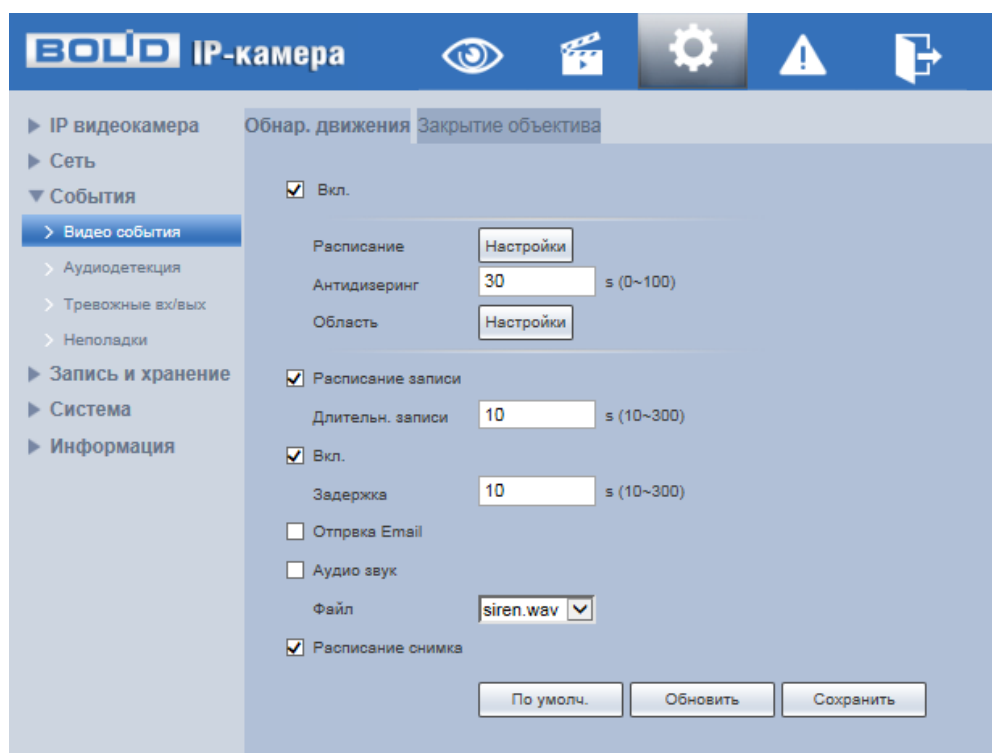 BOLID IP-камера
IP видеокамера
Сеть
События
Видео события
Аудиодетекция
Тревожные вх/вых
Неполадки
Запись и хранение
Система
Информация
Обнар. движения Закрытие объектива
Вкл.
Расписание Настройки
Антидизеринг 30 s (0~100)
Область Настройки
Расписание записи
Длительн. записи 10 s (10~300)
Вкл.
Задержка 10 s (10~300)
Отпрвка Email
Аудио звук
Файл siren.wav
Расписание снимка
По умолч. Обновить Сохранить